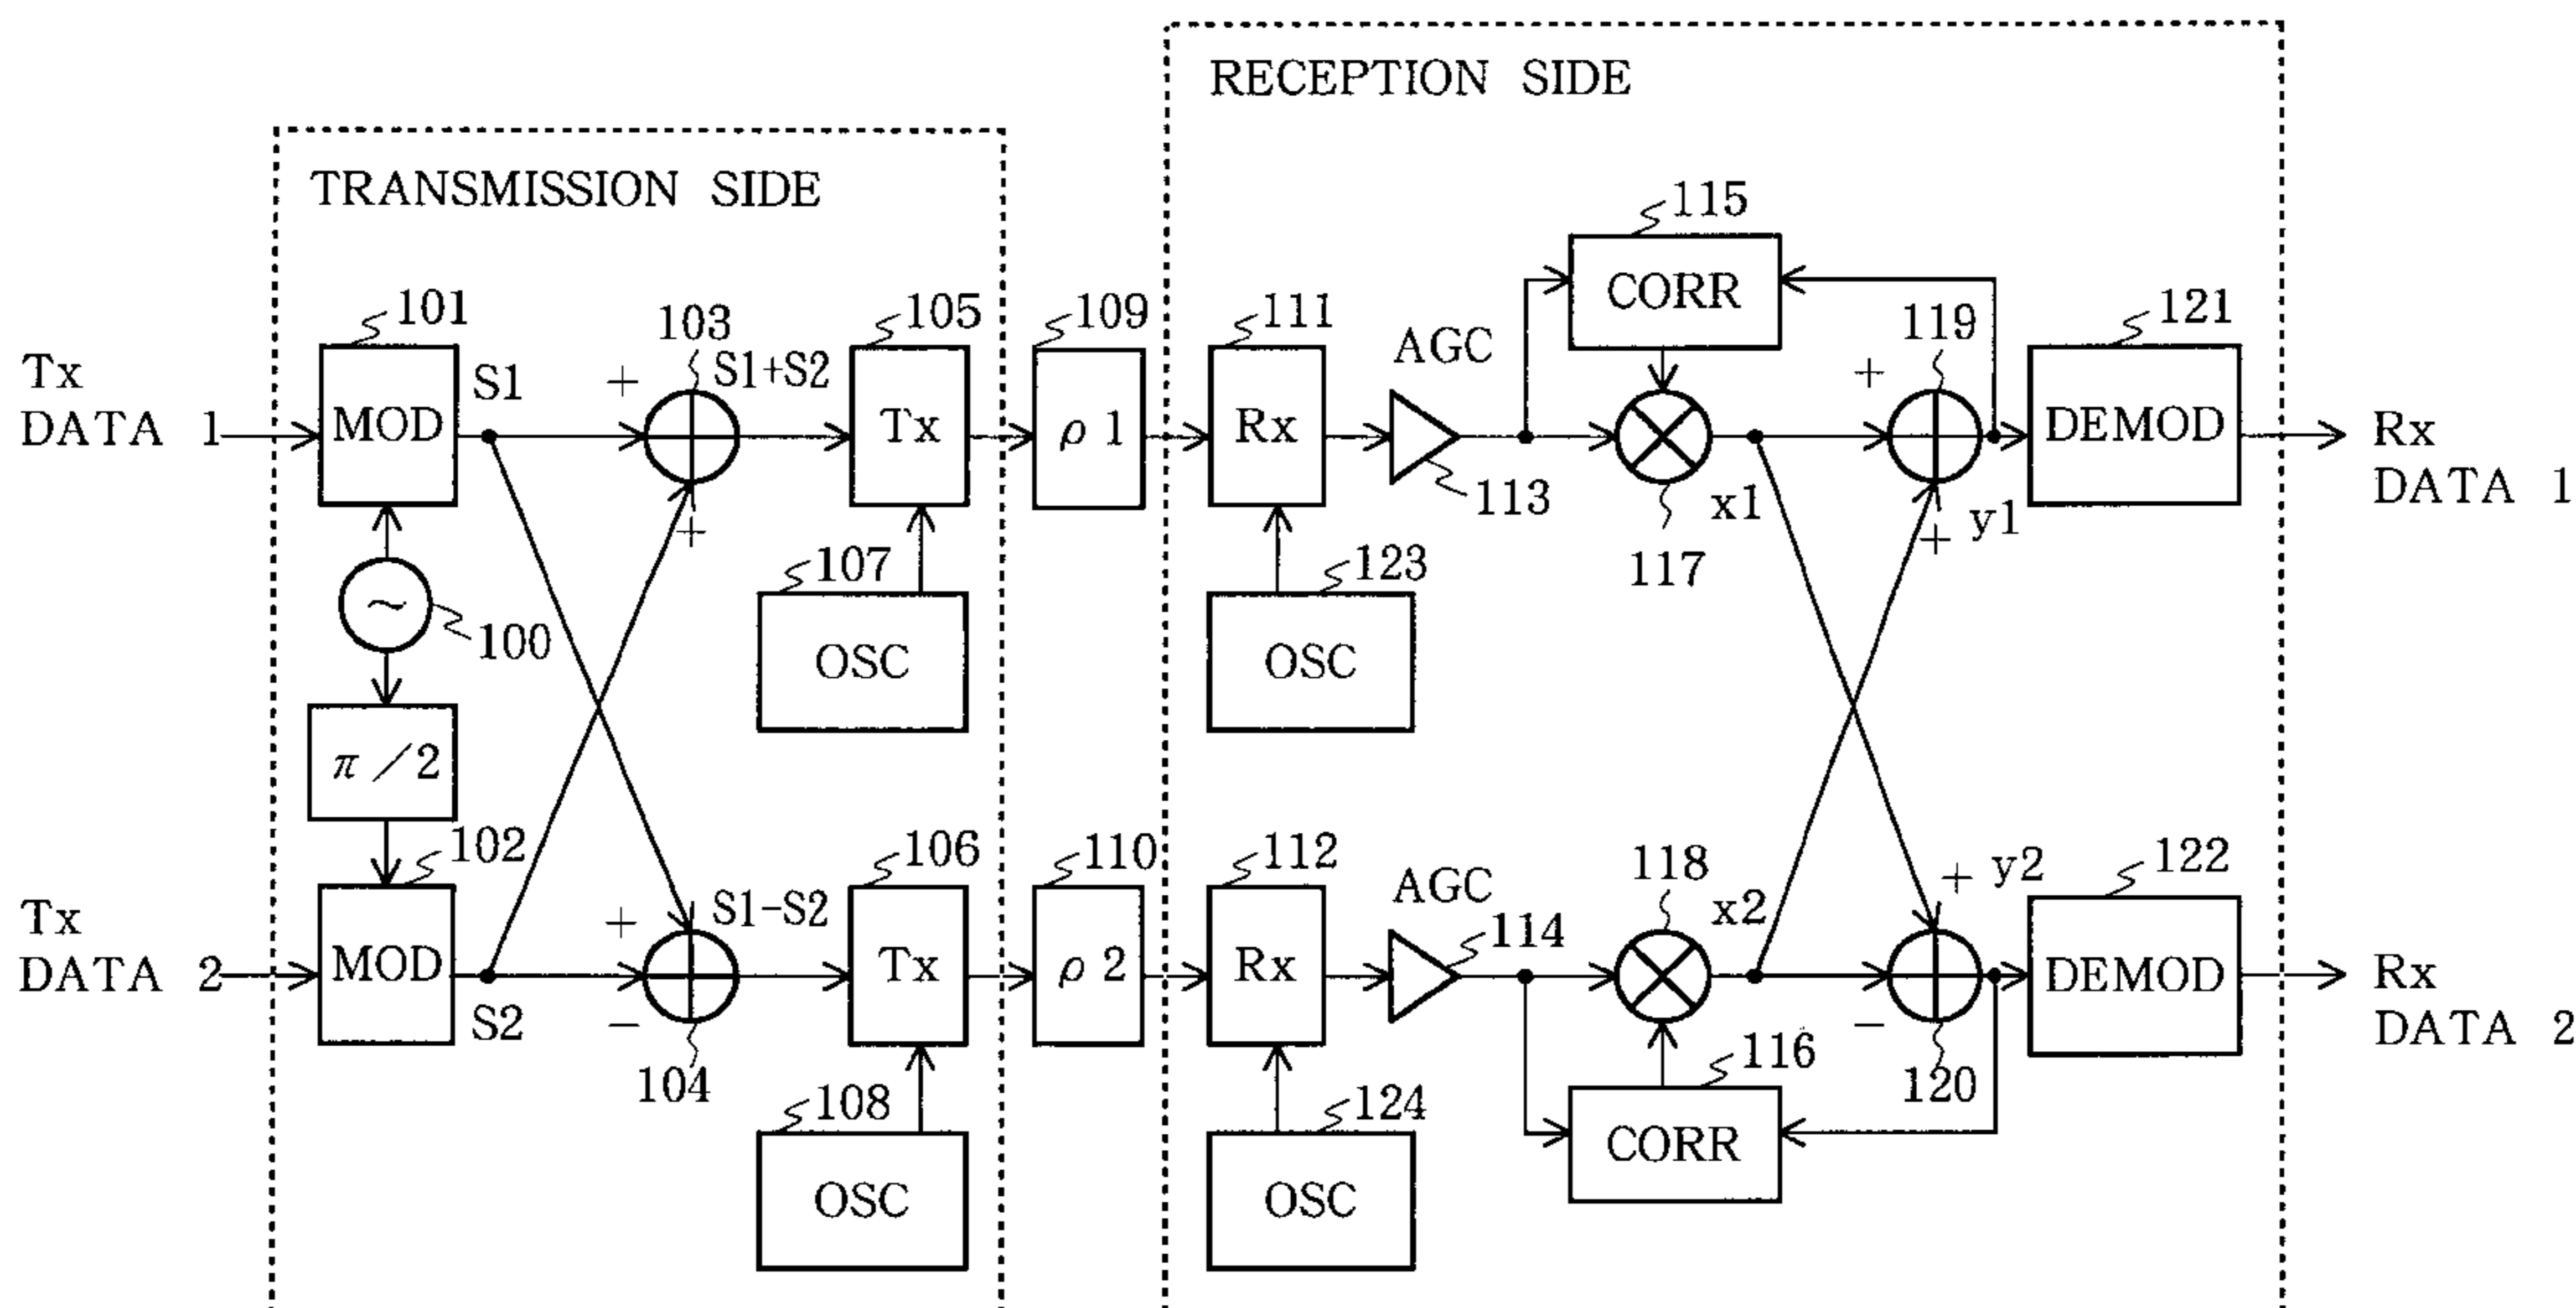 RECEPTION SIDE
TRANSMISSION SIDE
115
CORR
101
103
105
109
111
AGC
119
121
Tx
DATA 1
MOD
S1
+
S1+S2
Tx
ρ 1
Rx
+
DEMOD
Rx
DATA 1
113
x1
y1
+
+
117
~
100
107
OSC
123
OSC
π/2
102
106
110
112
AGC
118
+
y2
122
Tx
DATA 2
MOD
S2
+
−
S1-S2
Tx
ρ 2
Rx
114
x2
−
DEMOD
Rx
DATA 2
104
116
120
108
OSC
124
OSC
CORR